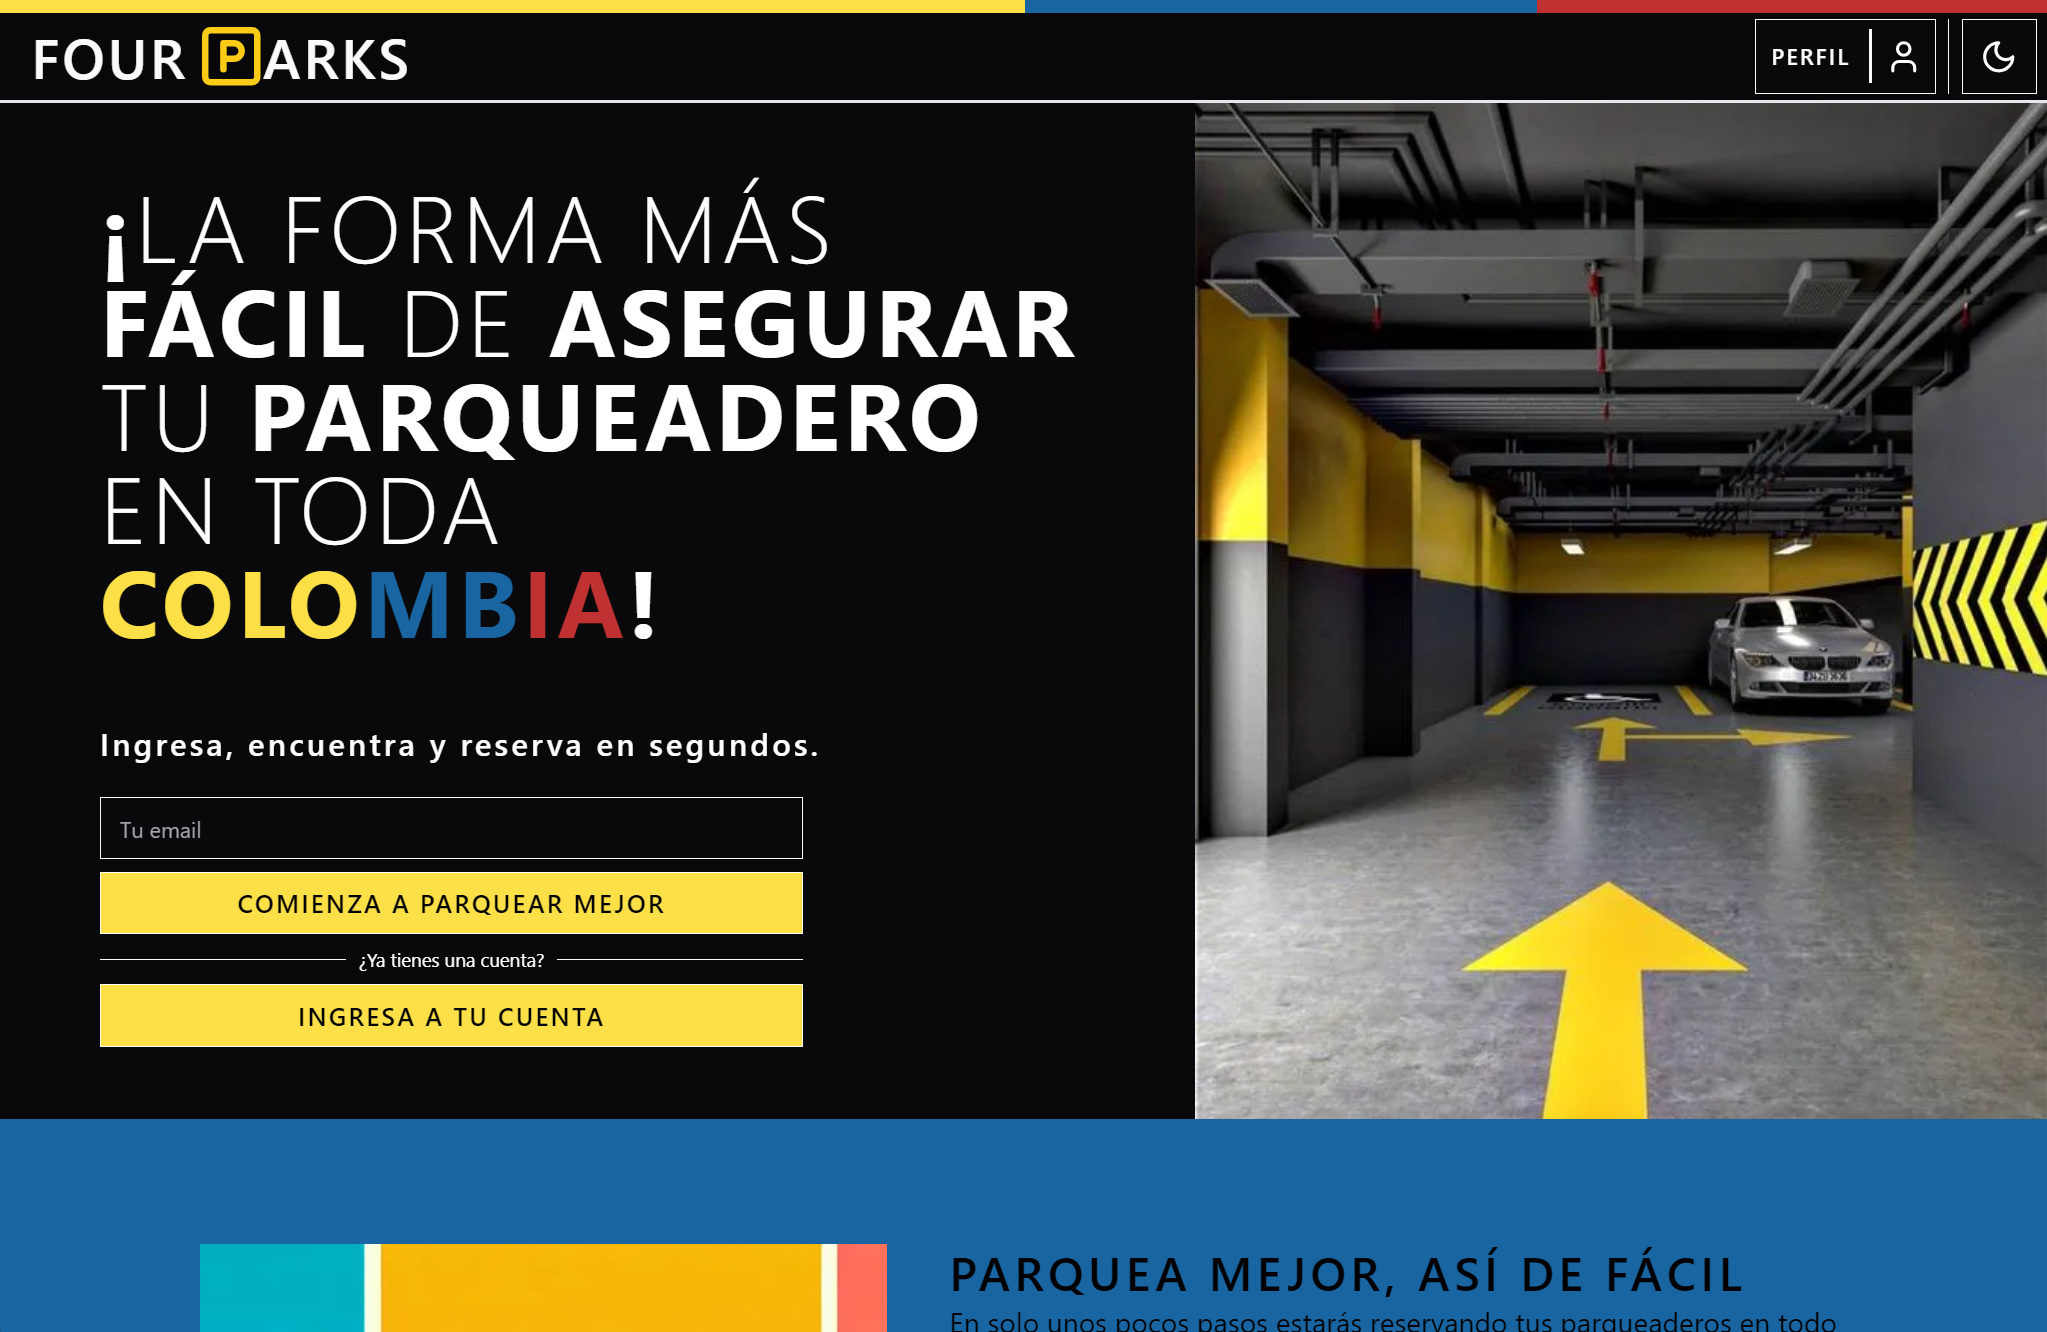 FOUR PARKS
PERFIL
¡LA FORMA MÁS
FÁCIL DE ASEGURAR
TU PARQUEADERO
EN TODA
COLOMBIA!
Ingresa, encuentra y reserva en segundos.
Tu email
COMIENZA A PARQUEAR MEJOR
¿Ya tienes una cuenta?
INGRESA A TU CUENTA
PARQUEA MEJOR, ASÍ DE FÁCIL
En solo unos pocos pasos estarás reservando tus parqueaderos en todo